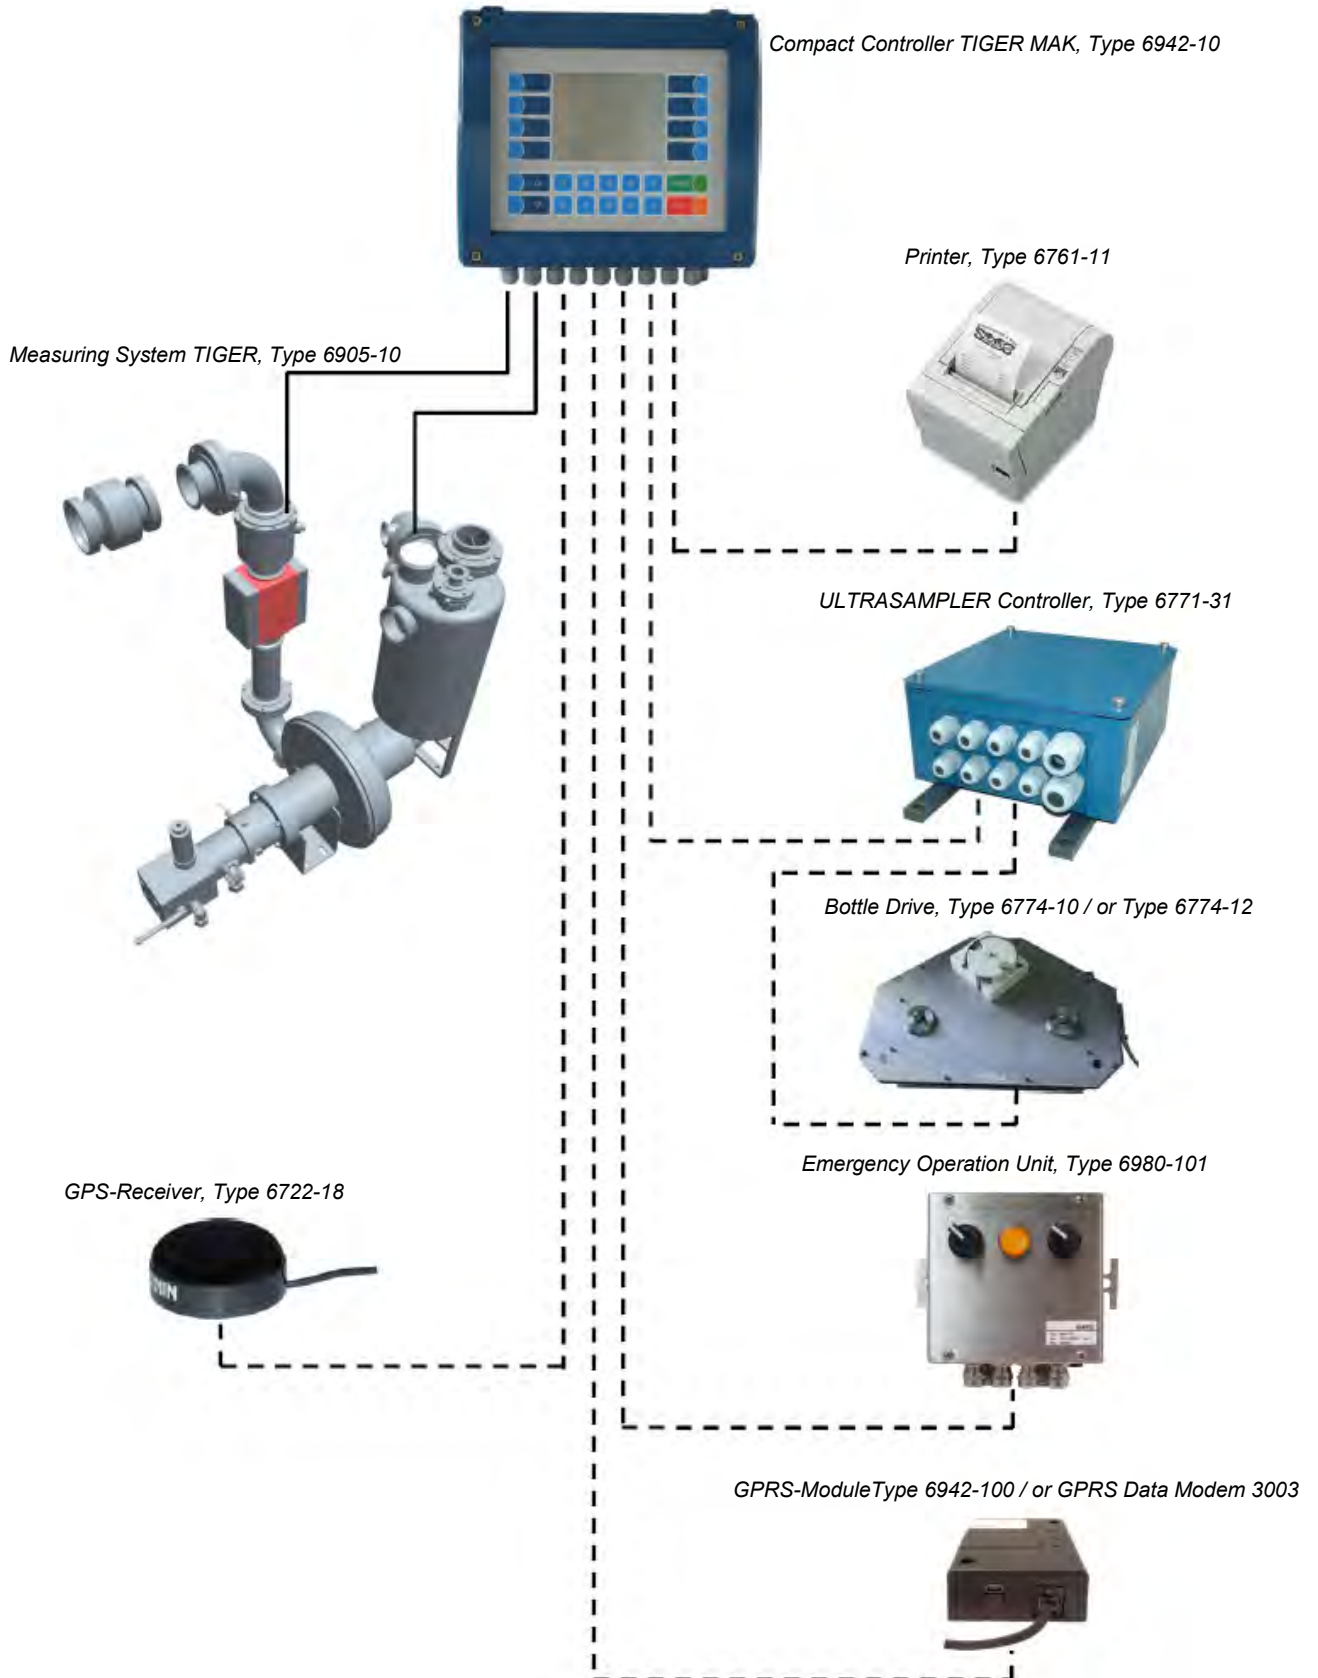 Compact Controller TIGER MAK, Type 6942-10
Printer, Type 6761-11
Measuring System TIGER, Type 6905-10
ULTRASAMPLER Controller, Type 6771-31
Bottle Drive, Type 6774-10 / or Type 6774-12
Emergency Operation Unit, Type 6980-101
GPS-Receiver, Type 6722-18
GPRS-ModuleType 6942-100 / or GPRS Data Modem 3003